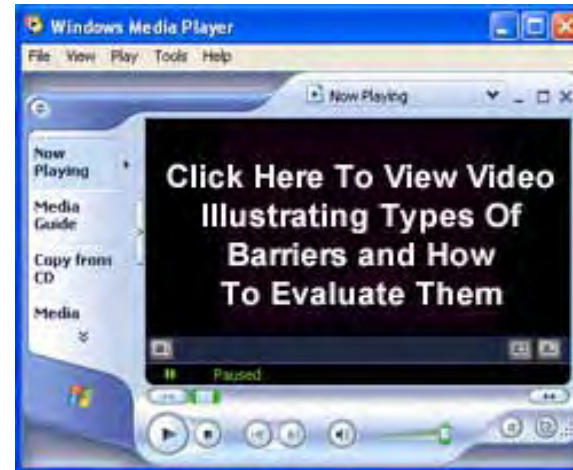 Windows Media Player
File View Play Tools Help
Now Playing
Now
Playing
Media
Guide
Copy from
CD
Media
Click Here To View Video
Illustrating Types Of
Barriers and How
To Evaluate Them
Paused